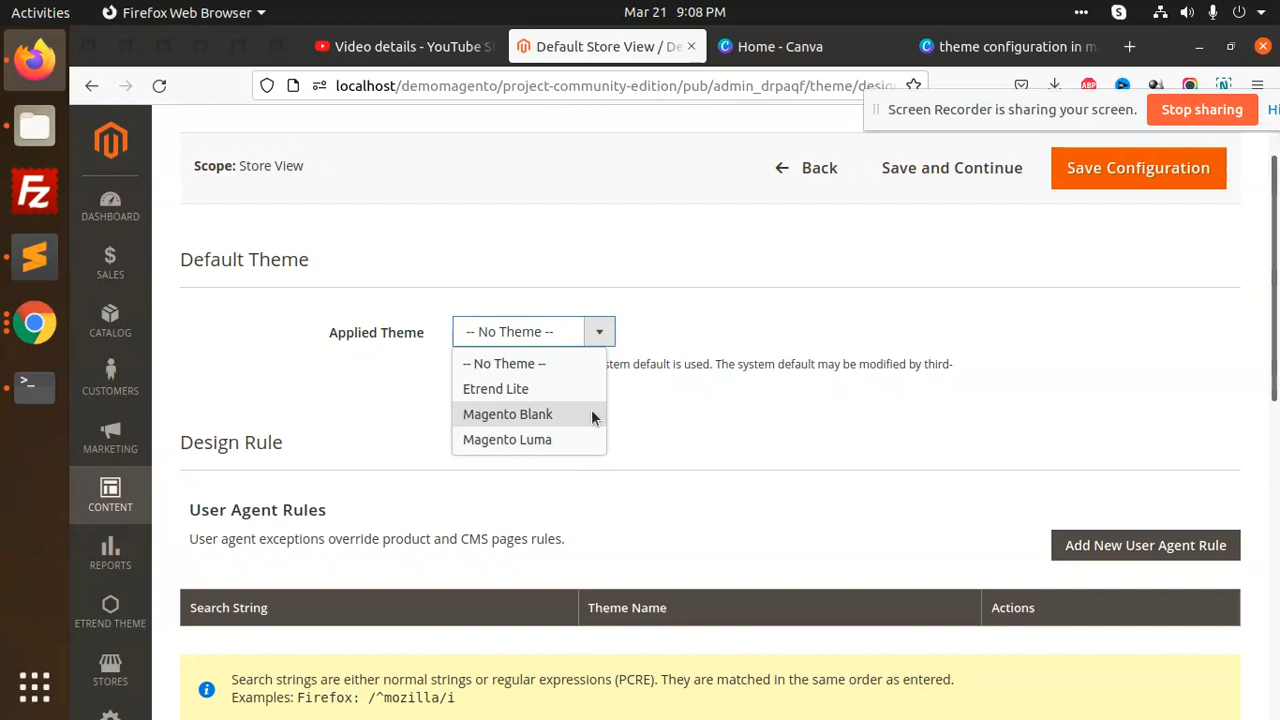 Activities
Firefox Web Browser
Mar 21 9:08 PM
Video details - YouTube S
Default Store View / De
Home - Canva
theme configuration in m
localhost/demomagento/project-community-edition/pub/admin_drpaqf/theme/desig
ABP
N
Screen Recorder is sharing your screen.
Stop sharing
Hi
Scope: Store View
Back
Save and Continue
Save Configuration
DASHBOARD
SALES
CATALOG
CUSTOMERS
MARKETING
CONTENT
REPORTS
ETREND THEME
STORES
Default Theme
Applied Theme
-- No Theme --
-- No Theme --
stem default is used. The system default may be modified by third-
Etrend Lite
Magento Blank
Magento Luma
Design Rule
User Agent Rules
User agent exceptions override product and CMS pages rules.
Add New User Agent Rule
Search String
Theme Name
Actions
Search strings are either normal strings or regular expressions (PCRE). They are matched in the same order as entered.
Examples: Firefox: /^mozilla/i